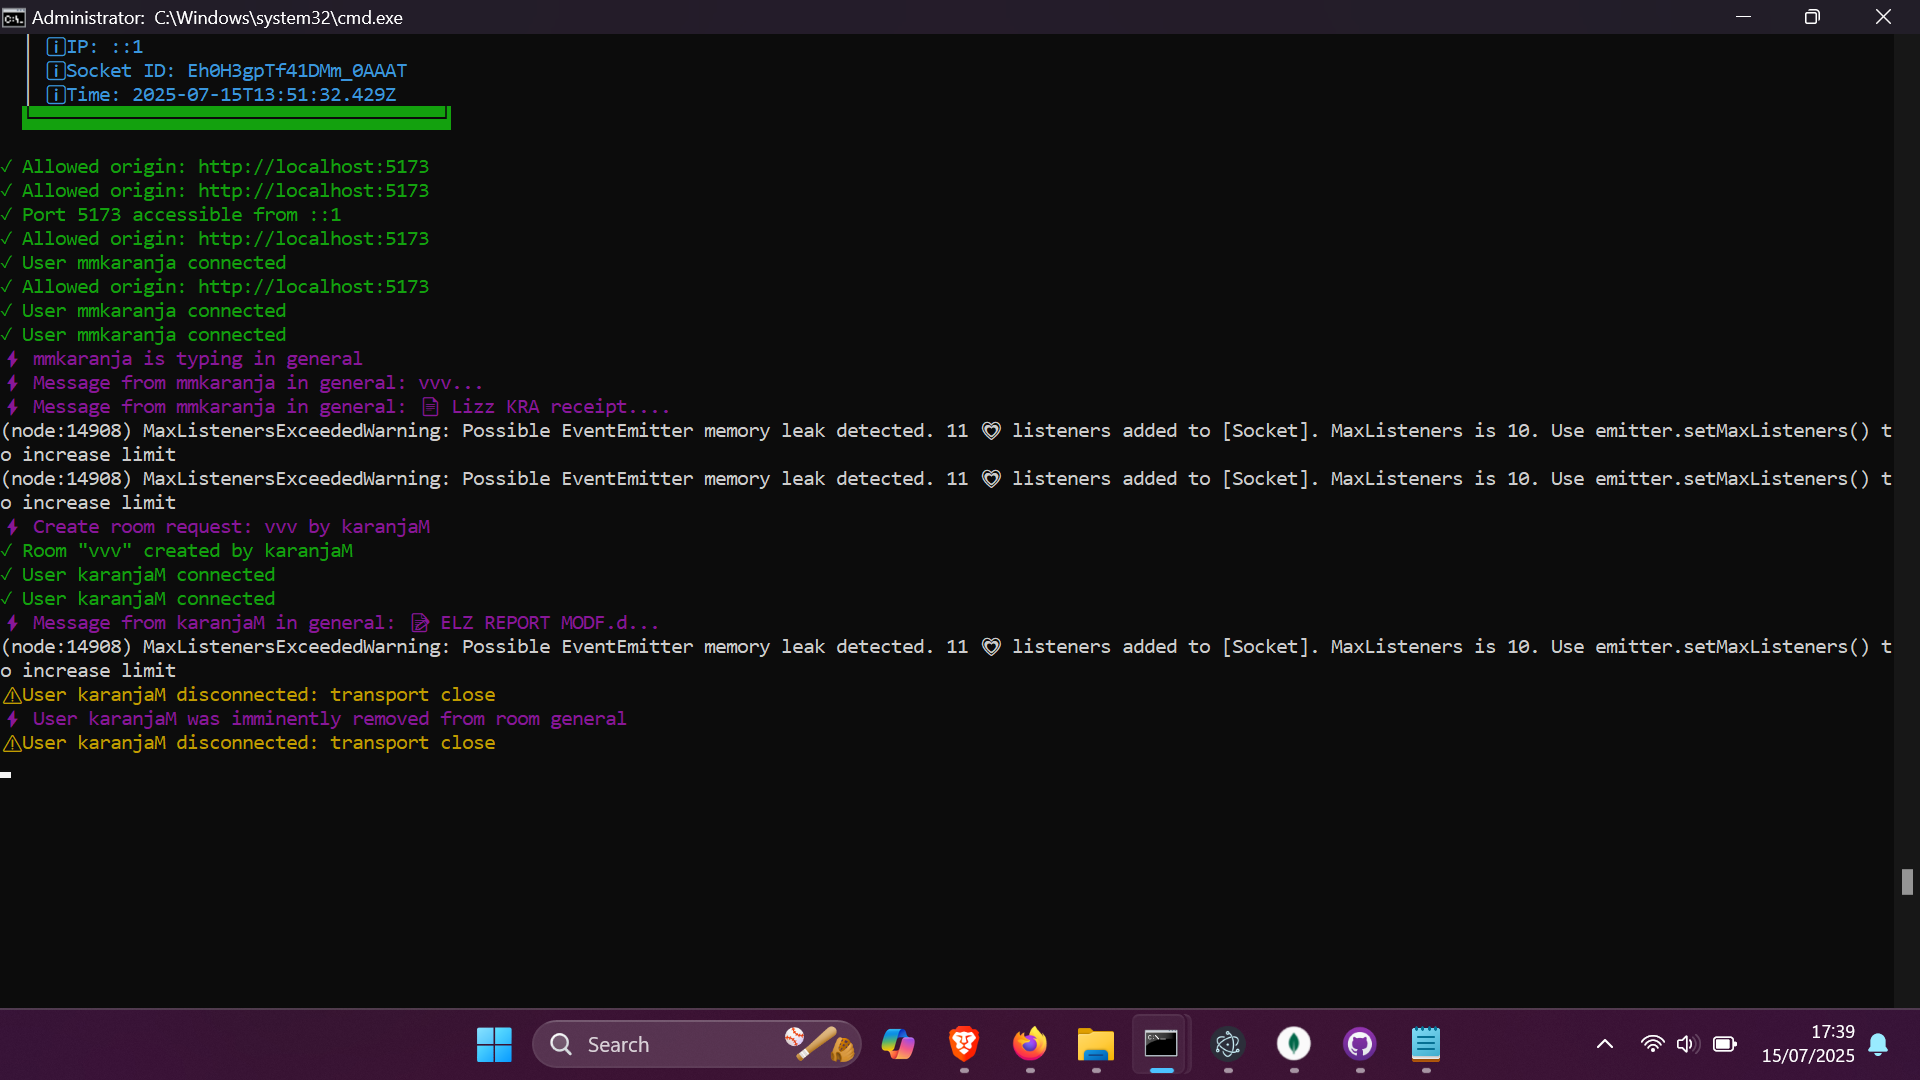 Administrator: C:\Windows\system32\cmd.exe
ℹIP: ::1
ℹSocket ID: Eh0H3gpTf41DMm_0AAAT
ℹTime: 2025-07-15T13:51:32.429Z
✓ Allowed origin: http://localhost:5173
✓ Allowed origin: http://localhost:5173
✓ Port 5173 accessible from ::1
✓ Allowed origin: http://localhost:5173
✓ User mmkaranja connected
✓ Allowed origin: http://localhost:5173
✓ User mmkaranja connected
✓ User mmkaranja connected
⚡ mmkaranja is typing in general
⚡ Message from mmkaranja in general: vvv...
⚡ Message from mmkaranja in general: 📄 Lizz KRA receipt....
(node:14908) MaxListenersExceededWarning: Possible EventEmitter memory leak detected. 11 💖 listeners added to [Socket]. MaxListeners is 10. Use emitter.setMaxListeners() t
o increase limit
(node:14908) MaxListenersExceededWarning: Possible EventEmitter memory leak detected. 11 💖 listeners added to [Socket]. MaxListeners is 10. Use emitter.setMaxListeners() t
o increase limit
⚡ Create room request: vvv by karanjaM
✓ Room "vvv" created by karanjaM
✓ User karanjaM connected
✓ User karanjaM connected
⚡ Message from karanjaM in general: 📝 ELZ REPORT MODF.d...
(node:14908) MaxListenersExceededWarning: Possible EventEmitter memory leak detected. 11 💖 listeners added to [Socket]. MaxListeners is 10. Use emitter.setMaxListeners() t
o increase limit
⚠User karanjaM disconnected: transport close
⚡ User karanjaM was imminently removed from room general
⚠User karanjaM disconnected: transport close
Search
17:39
15/07/2025